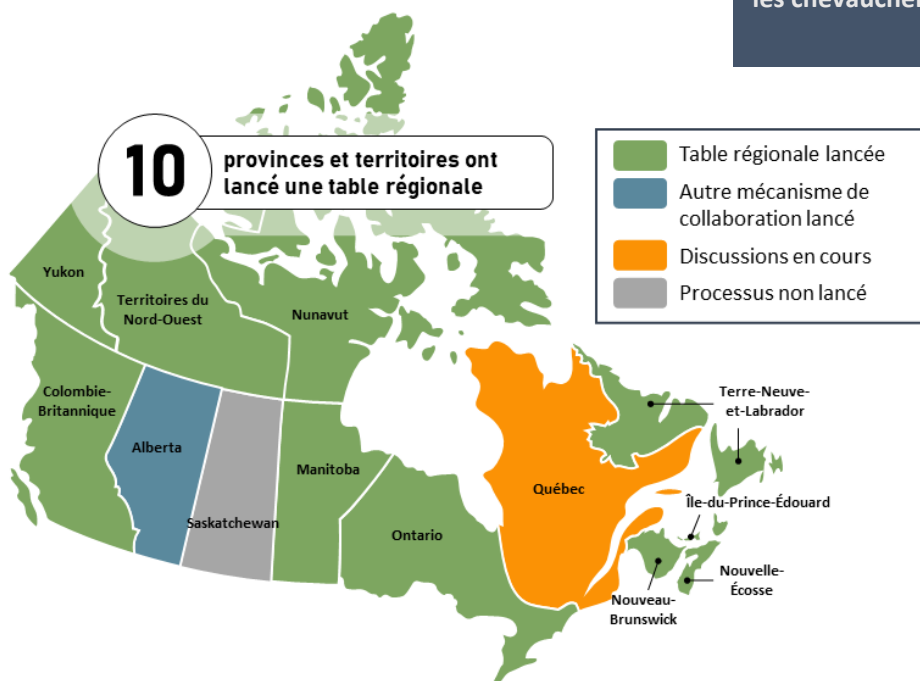 10
provinces et territoires ont
lancé une table régionale
Table régionale lancée
Autre mécanisme de
collaboration lancé
Discussions en cours
Processus non lancé
Yukon
Territoires du
Nord-Ouest
Nunavut
Colombie-
Britannique
Alberta
Saskatchewan
Manitoba
Ontario
Québec
Terre-Neuve-
et-Labrador
Île-du-Prince-Édouard
Nouvelle-
Écosse
Nouveau-
Brunswick